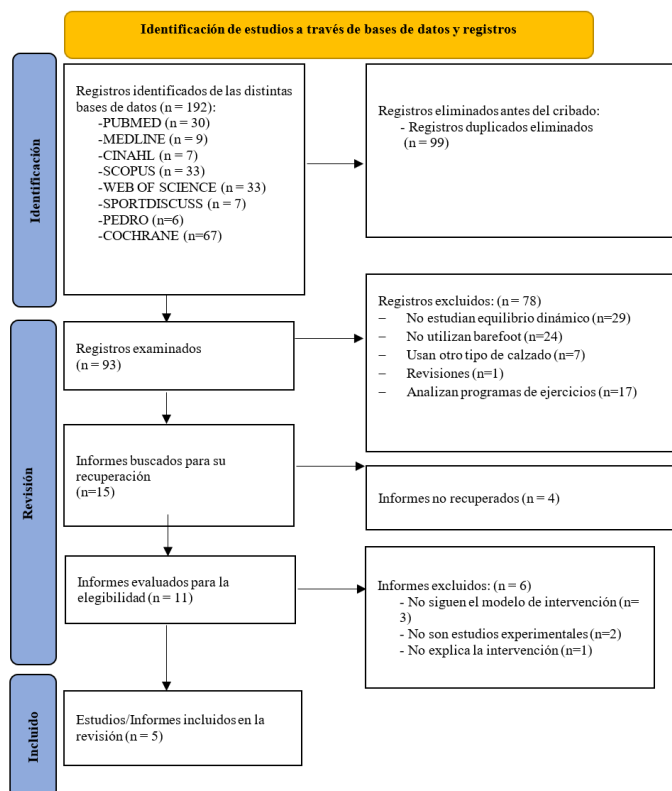 Identificación de estudios a través de bases de datos y registros
Identificación
Registros identificados de las distintas
bases de datos (n = 192):
-PUBMED (n = 30)
-MEDLINE (n = 9)
-CINAHL (n = 7)
-SCOPUS (n = 33)
-WEB OF SCIENCE (n = 33)
-SPORTDISCUSS (n = 7)
-PEDRO (n=6)
-COCHRANE (n=67)
Registros eliminados antes del cribado:
- Registros duplicados eliminados
(n = 99)
Revisión
Registros examinados
(n = 93)
Registros excluidos: (n = 78)
– No estudian equilibrio dinámico (n=29)
– No utilizan barefoot (n=24)
– Usan otro tipo de calzado (n=7)
– Revisiones (n=1)
– Analizan programas de ejercicios (n=17)
Informes buscados para su
recuperación
(n=15)
Informes no recuperados (n = 4)
Informes evaluados para la
elegibilidad (n = 11)
Informes excluidos: (n = 6)
- No siguen el modelo de intervención (n=
3)
- No son estudios experimentales (n=2)
- No explica la intervención (n=1)
Incluido
Estudios/Informes incluidos en la
revisión (n = 5)